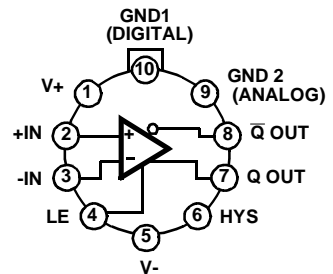 GND1
(DIGITAL)
10
V+
1
9
GND 2
(ANALOG)
+IN
2
+
8
Q̅ OUT
-IN
3
−
7
Q OUT
LE
4
6
HYS
5
V-